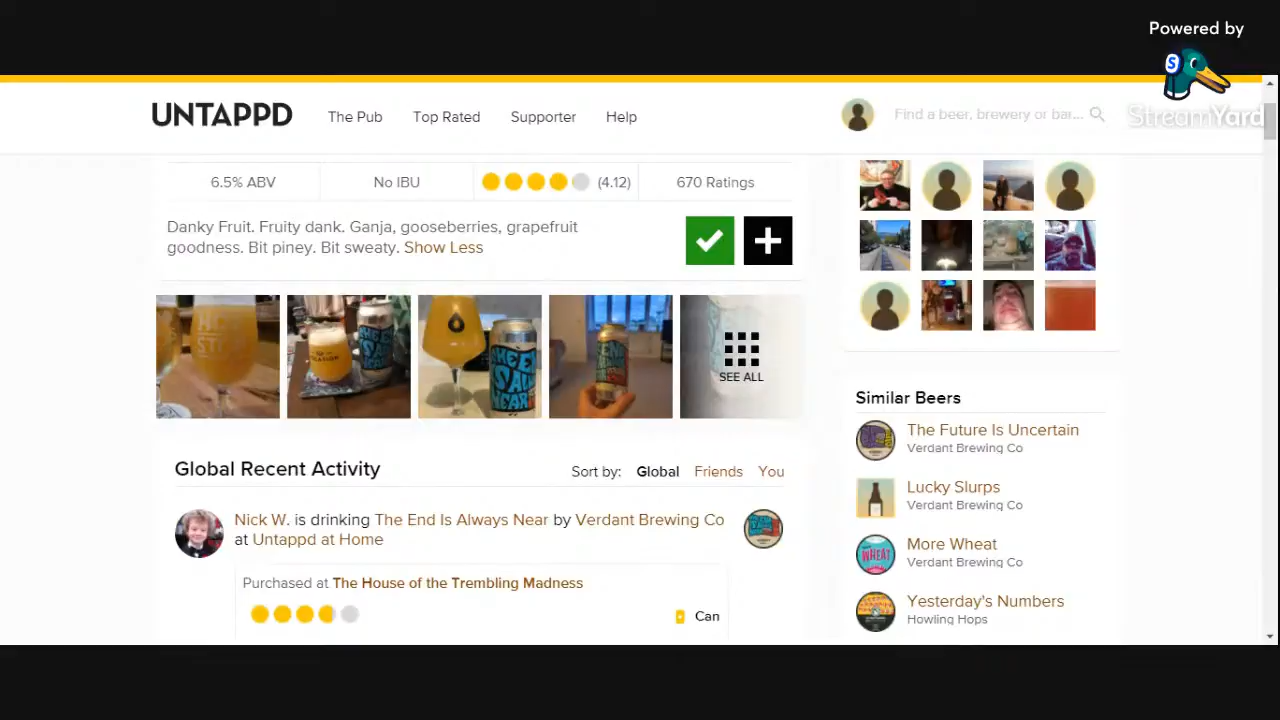 Powered by
StreamYard
UNTAPPD
The Pub
Top Rated
Supporter
Help
Find a beer, brewery or bar...
6.5% ABV
No IBU
(4.12)
670 Ratings
Danky Fruit. Fruity dank. Ganja, gooseberries, grapefruit
goodness. Bit piney. Bit sweaty. Show Less
SEE ALL
Similar Beers
The Future Is Uncertain
Verdant Brewing Co
Lucky Slurps
Verdant Brewing Co
More Wheat
Verdant Brewing Co
Yesterday's Numbers
Howling Hops
Global Recent Activity
Sort by: Global Friends You
Nick W. is drinking The End Is Always Near by Verdant Brewing Co
at Untappd at Home
Purchased at The House of the Trembling Madness
Can